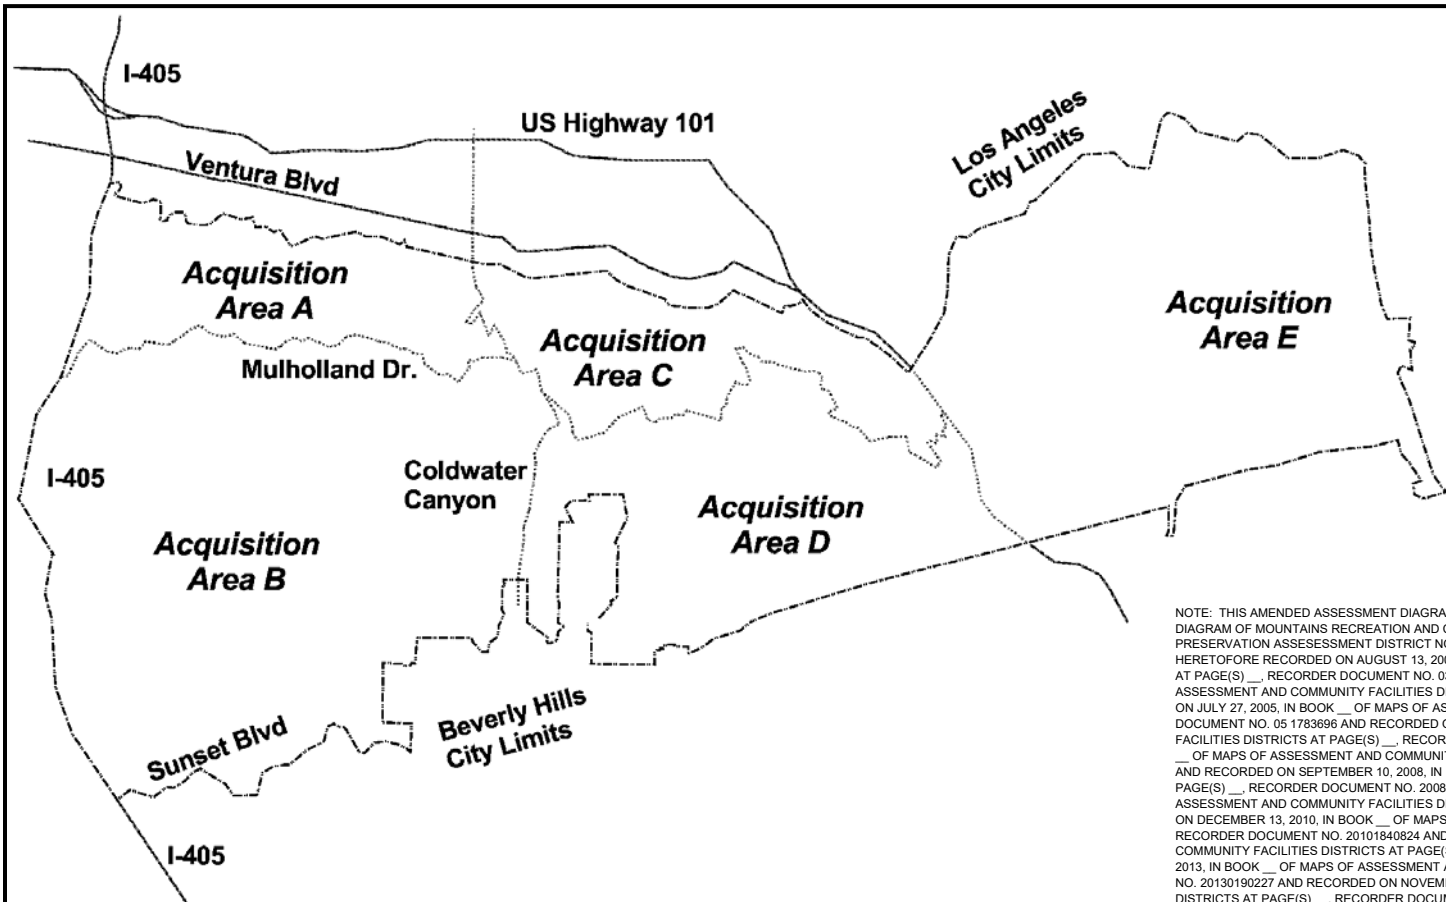 I-405
US Highway 101
Los Angeles
City Limits
Ventura Blvd
Acquisition
Area A
Acquisition
Area E
Mulholland Dr.
Acquisition
Area C
I-405
Coldwater
Canyon
Acquisition
Area D
Acquisition
Area B
Beverly Hills
City Limits
Sunset Blvd
I-405
NOTE: THIS AMENDED ASSESSMENT DIAGRA
DIAGRAM OF MOUNTAINS RECREATION AND
PRESERVATION ASSESESSMENT DISTRICT NO
HERETOFORE RECORDED ON AUGUST 13, 20
AT PAGE(S) __, RECORDER DOCUMENT NO. 03
ASSESSMENT AND COMMUNITY FACILITIES D
ON JULY 27, 2005, IN BOOK __ OF MAPS OF AS
DOCUMENT NO. 05 1783696 AND RECORDED O
FACILITIES DISTRICTS AT PAGE(S) __, RECOR
__ OF MAPS OF ASSESSMENT AND COMMUNIT
AND RECORDED ON SEPTEMBER 10, 2008, IN
PAGE(S) __, RECORDER DOCUMENT NO. 2008
ASSESSMENT AND COMMUNITY FACILITIES D
ON DECEMBER 13, 2010, IN BOOK __ OF MAPS
RECORDER DOCUMENT NO. 20101840824 AND
COMMUNITY FACILITIES DISTRICTS AT PAGE(
2013, IN BOOK __ OF MAPS OF ASSESSMENT A
NO. 20130190227 AND RECORDED ON NOVEM
DISTRICTS AT PAGE(S) __, RECORDER DOCUM